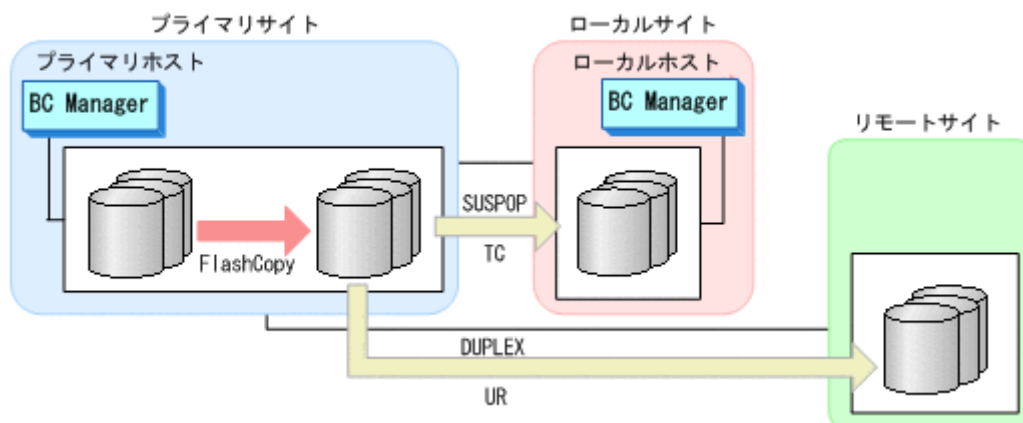 プライマリサイト
ローカルサイト
プライマリホスト
ローカルホスト
BC Manager
BC Manager
リモートサイト
SUSPOP
FlashCopy
TC
DUPLEX
UR